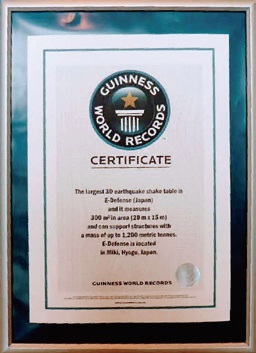 GUINNESS
WORLD RECORDS
CERTIFICATE
The largest 3D earthquake shake table is
E-Defense (Japan)
and it measures
300 m² in area (20 m x 15 m)
and can support structures with
a mass of up to 1,200 metric tonnes.
E-Defense is located
in Miki, Hyogo, Japan.
GUINNESS WORLD RECORDS